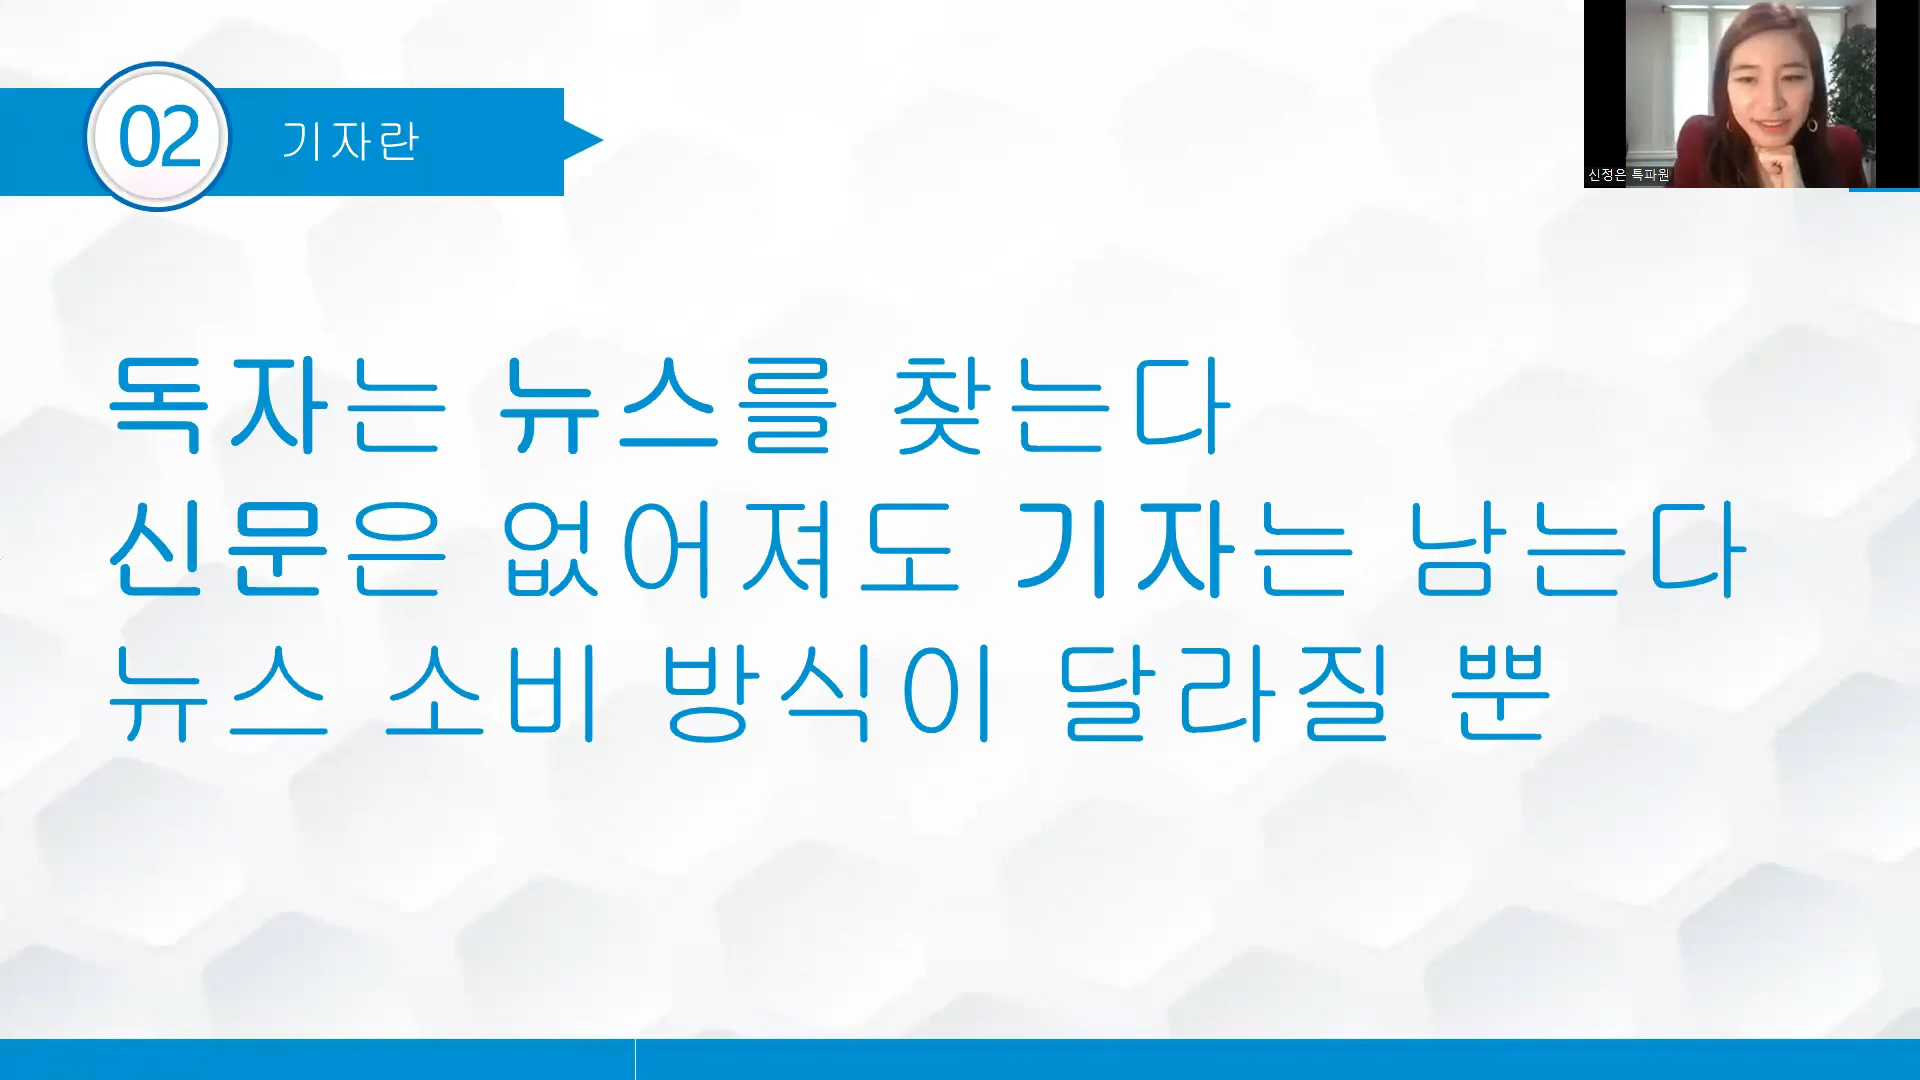 02
기자란
신정은 특파원
독자는 뉴스를 찾는다
신문은 없어져도 기자는 남는다
뉴스 소비 방식이 달라질 뿐